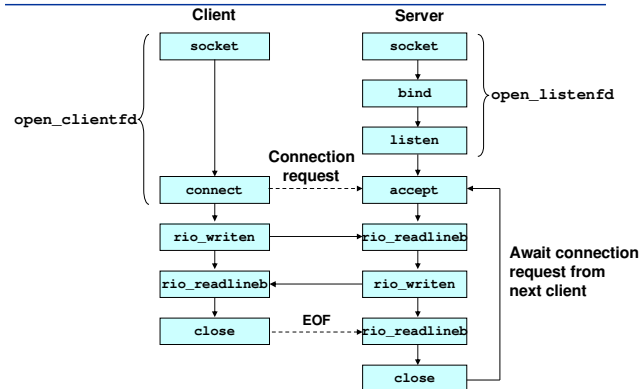 Client Server
socket socket
bind
open_clientfd open_listenfd
listen
Connection
request
connect accept
rio_writen rio_readlineb
Await connection
request from
next client
rio_readlineb rio_writen
EOF
close rio_readlineb
close